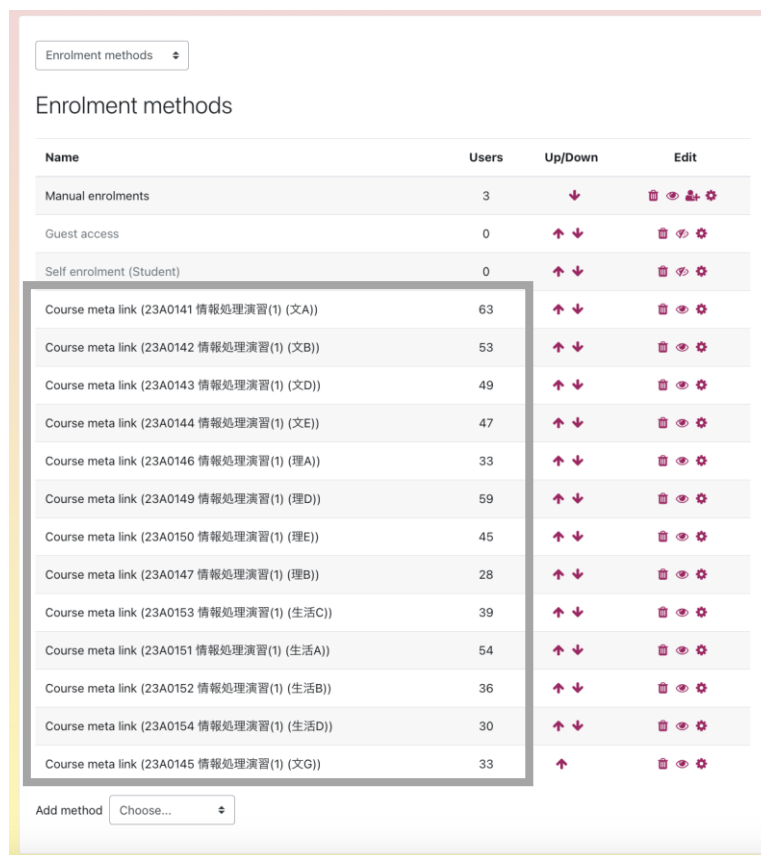 Enrolment methods
Enrolment methods
Name Users Up/Down Edit
Manual enrolments 3
Guest access 0
Self enrolment (Student) 0
Course meta link (23A0141 情報処理演習(1) (文A)) 63
Course meta link (23A0142 情報処理演習(1) (文B)) 53
Course meta link (23A0143 情報処理演習(1) (文D)) 49
Course meta link (23A0144 情報処理演習(1) (文E)) 47
Course meta link (23A0146 情報処理演習(1) (理A)) 33
Course meta link (23A0149 情報処理演習(1) (理D)) 59
Course meta link (23A0150 情報処理演習(1) (理E)) 45
Course meta link (23A0147 情報処理演習(1) (理B)) 28
Course meta link (23A0153 情報処理演習(1) (生活C)) 39
Course meta link (23A0151 情報処理演習(1) (生活A)) 54
Course meta link (23A0152 情報処理演習(1) (生活B)) 36
Course meta link (23A0154 情報処理演習(1) (生活D)) 30
Course meta link (23A0145 情報処理演習(1) (文G)) 33
Add method Choose...